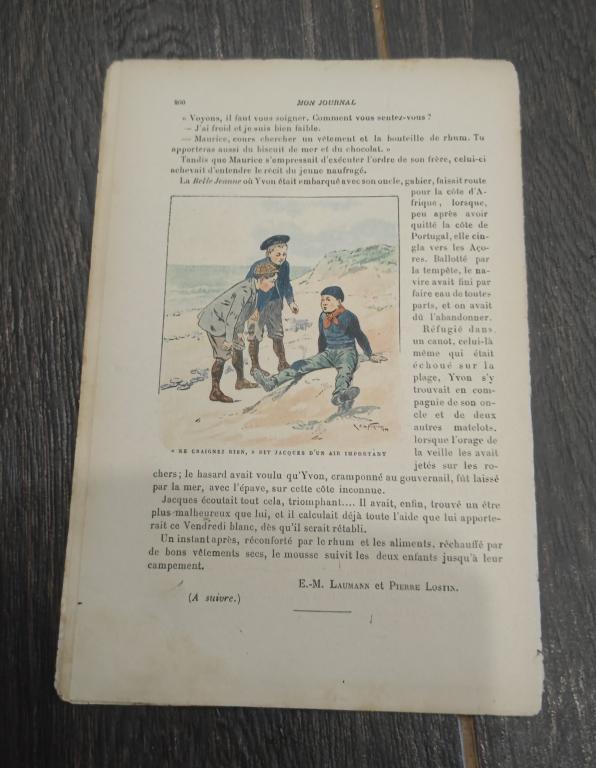 200 MON JOURNAL
« Voyons, il faut vous soigner. Comment vous sentez-vous ?
— J'ai froid et je suis bien faible.
— Maurice, cours chercher un vêtement et la bouteille de rhum. Tu
apporteras aussi du biscuit de mer et du chocolat. »
Tandis que Maurice s'empressait d'exécuter l'ordre de son frère, celui-ci
achevait d'entendre le récit du jeune naufragé.
La Belle Jeanne où Yvon était embarqué avec son oncle, gabier, faisait route
pour la côte d'A-
frique, lorsque,
peu après avoir
quitté la côte de
Portugal, elle cin-
gla vers les Aço-
res. Ballotté par
la tempête, le na-
vire avait fini par
faire eau de toutes
parts, et on avait
dû l'abandonner.
Réfugié dans
un canot, celui-là
même qui était
échoué sur la
plage, Yvon s'y
trouvait en com-
pagnie de son on-
cle et de deux
autres matelots,
lorsque l'orage de
la veille les avait
jetés sur les ro-
« NE CRAIGNEZ RIEN, » DIT JACQUES D'UN AIR IMPORTANT
chers ; le hasard avait voulu qu'Yvon, cramponné au gouvernail, fût laissé
par la mer, avec l'épave, sur cette côte inconnue.
Jacques écoutait tout cela, triomphant.... Il avait, enfin, trouvé un être
plus malheureux que lui, et il calculait déjà toute l'aide que lui apporte-
rait ce Vendredi blanc, dès qu'il serait rétabli.
Un instant après, réconforté par le rhum et les aliments, réchauffé par
de bons vêtements secs, le mousse suivit les deux enfants jusqu'à leur
campement.
E.-M. LAUMANN et PIERRE LOSTIN.
(A suivre.)